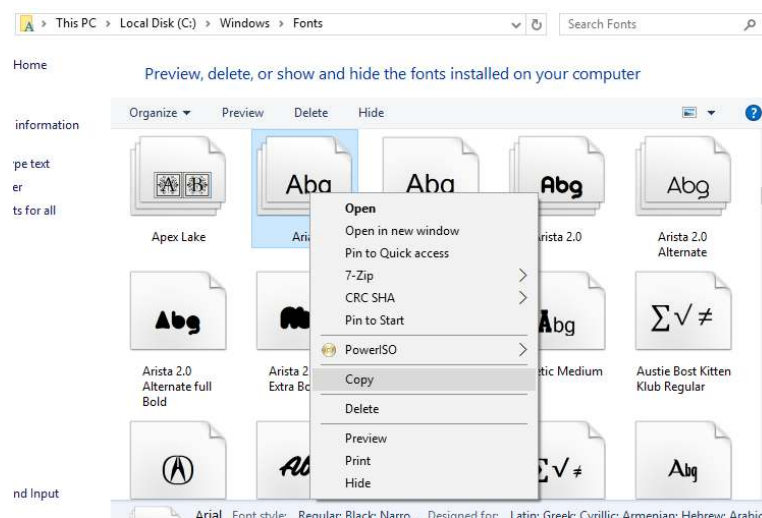 This PC > Local Disk (C:) > Windows > Fonts
Search Fonts
Home
information
pe text
er
ts for all
nd Input
Preview, delete, or show and hide the fonts installed on your computer
Organize Preview Delete Hide
A B Abg Abg Abg Abg
Apex Lake
Aria
rista 2.0
Arista 2.0
Alternate
Open
Open in new window
Pin to Quick access
7-Zip
CRC SHA
Pin to Start
PowerISO
Copy
Delete
Preview
Print
Hide
Abg
Abg
Σ√≠
Arista 2.0
Alternate full
Bold
Arista 2
Extra Bo
tic Medium
Austie Bost Kitten
Klub Regular
Σ√≠
Abg
Arial Font style: Regular; Black; Narro... Designed for: Latin; Greek; Cyrillic; Armenian; Hebrew; Arabic